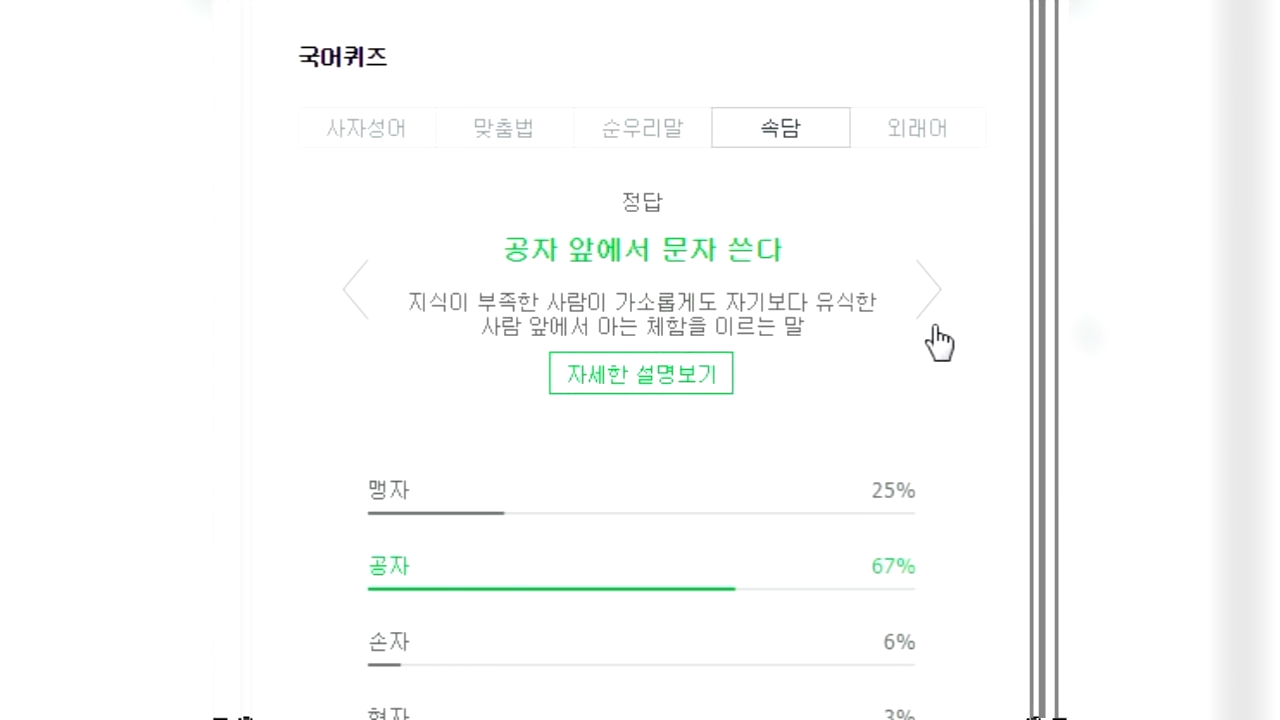 국어퀴즈
사자성어 맞춤법 순우리말 속담 외래어
정답
공자 앞에서 문자 쓴다
지식이 부족한 사람이 가소롭게도 자기보다 유식한
사람 앞에서 아는 체함을 이르는 말
자세한 설명보기
맹자 25%
공자 67%
손자 6%
현자 3%